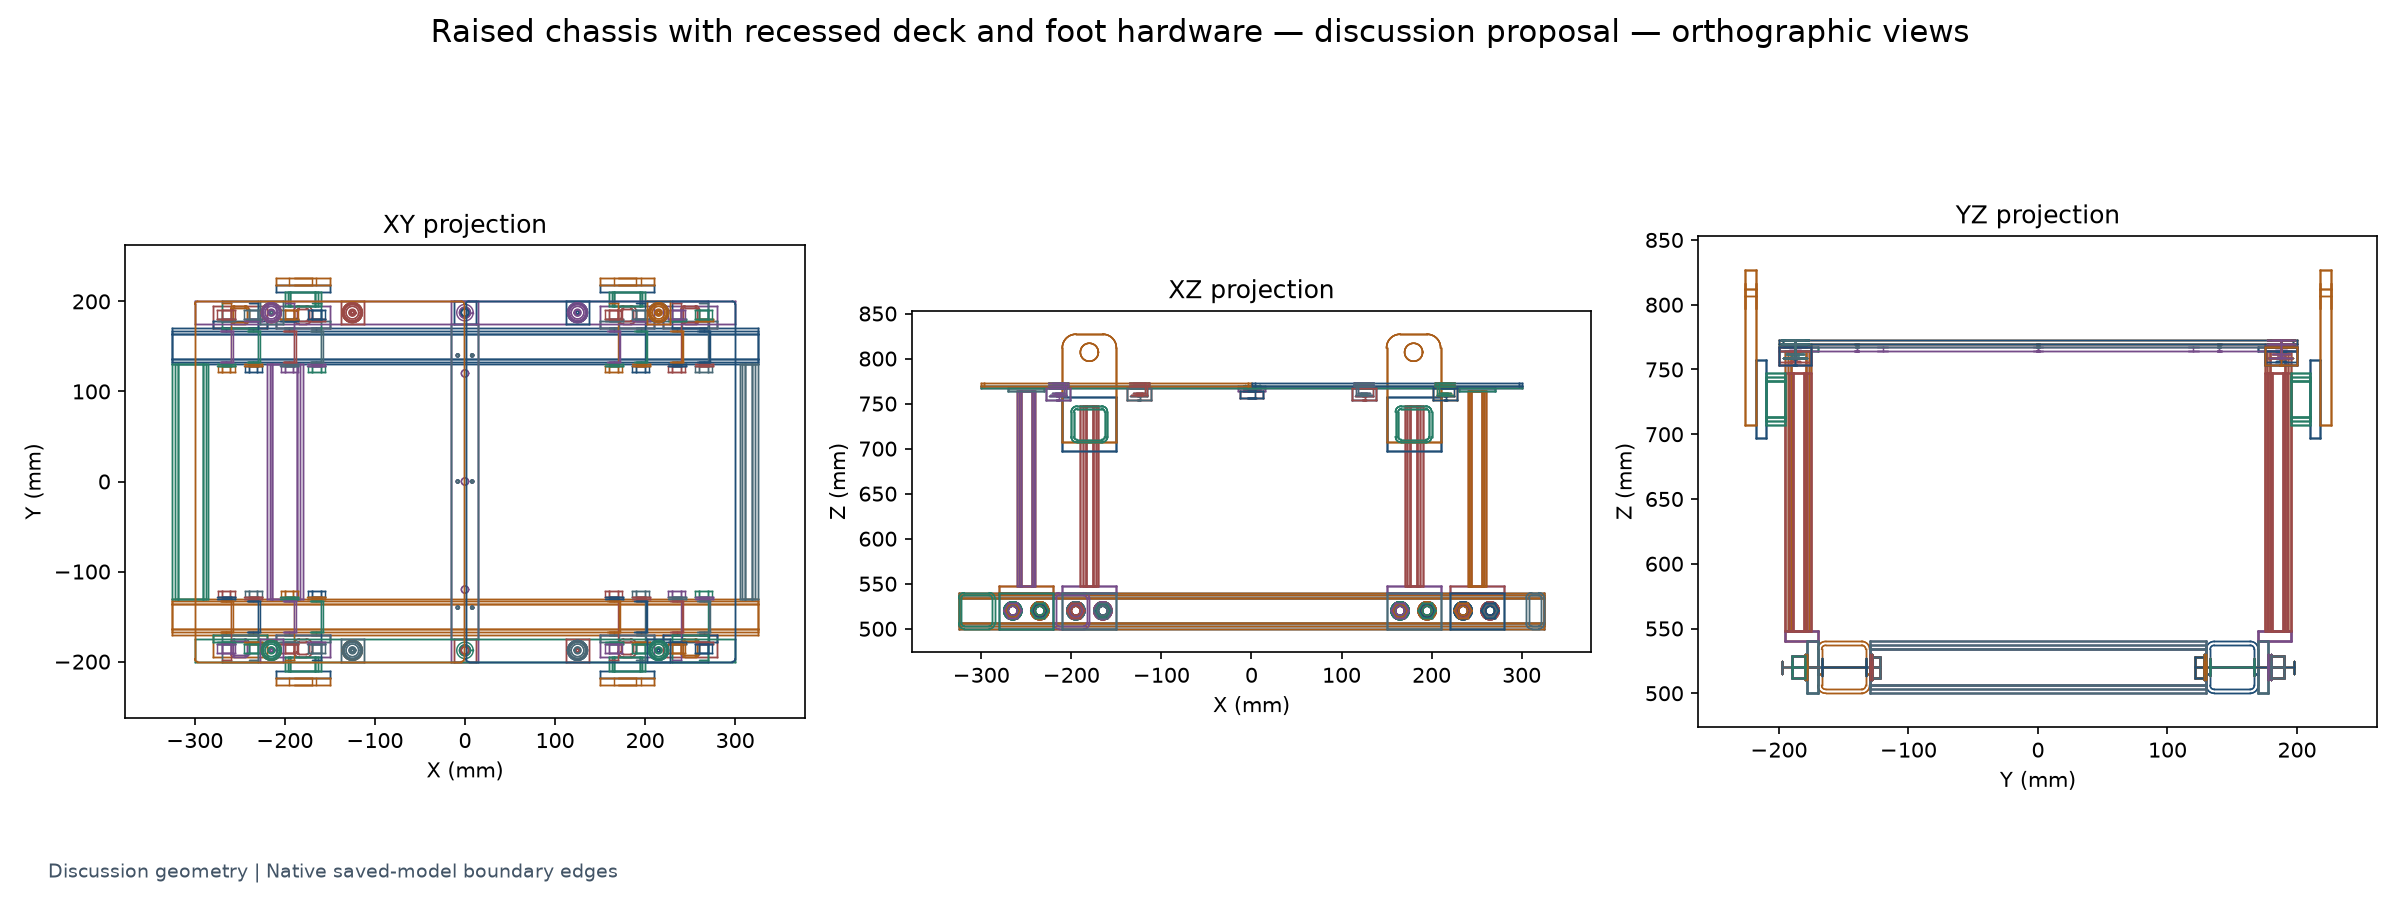 Raised chassis with recessed deck and foot hardware — discussion proposal — orthographic views
XY projection
200
100
0
−100
−200
Y (mm)
−300 −200 −100 0 100 200 300
X (mm)
XZ projection
850
800
750
700
650
600
550
500
Z (mm)
−300 −200 −100 0 100 200 300
X (mm)
YZ projection
850
800
750
700
650
600
550
500
Z (mm)
−200 −100 0 100 200
Y (mm)
Discussion geometry | Native saved-model boundary edges